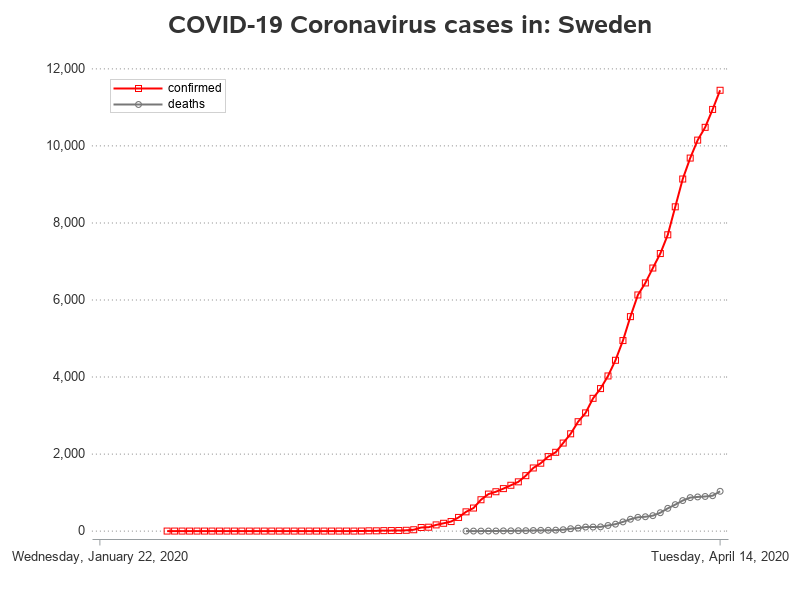 COVID-19 Coronavirus cases in: Sweden
12,000
confirmed
deaths
10,000
8,000
6,000
4,000
2,000
0
Wednesday, January 22, 2020
Tuesday, April 14, 2020